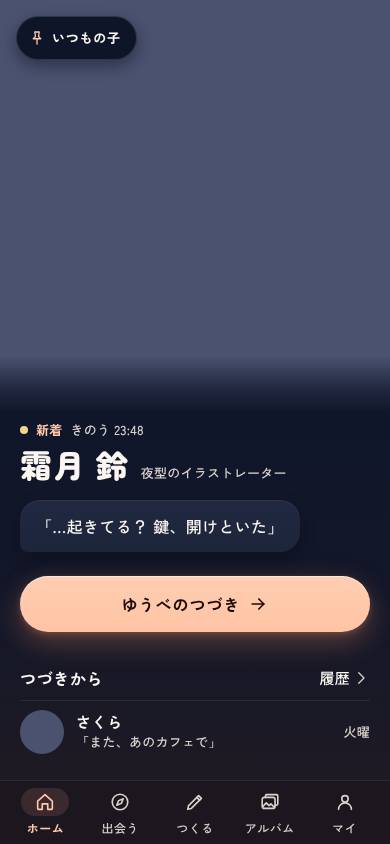 いつもの子
新着 きのう 23:48
霜月 鈴 夜型のイラストレーター
「…起きてる？ 鍵、開けといた」
ゆうべのつづき →
つづきから 履歴 >
さくら
「また、あのカフェで」 火曜
ホーム 出会う つくる アルバム マイ